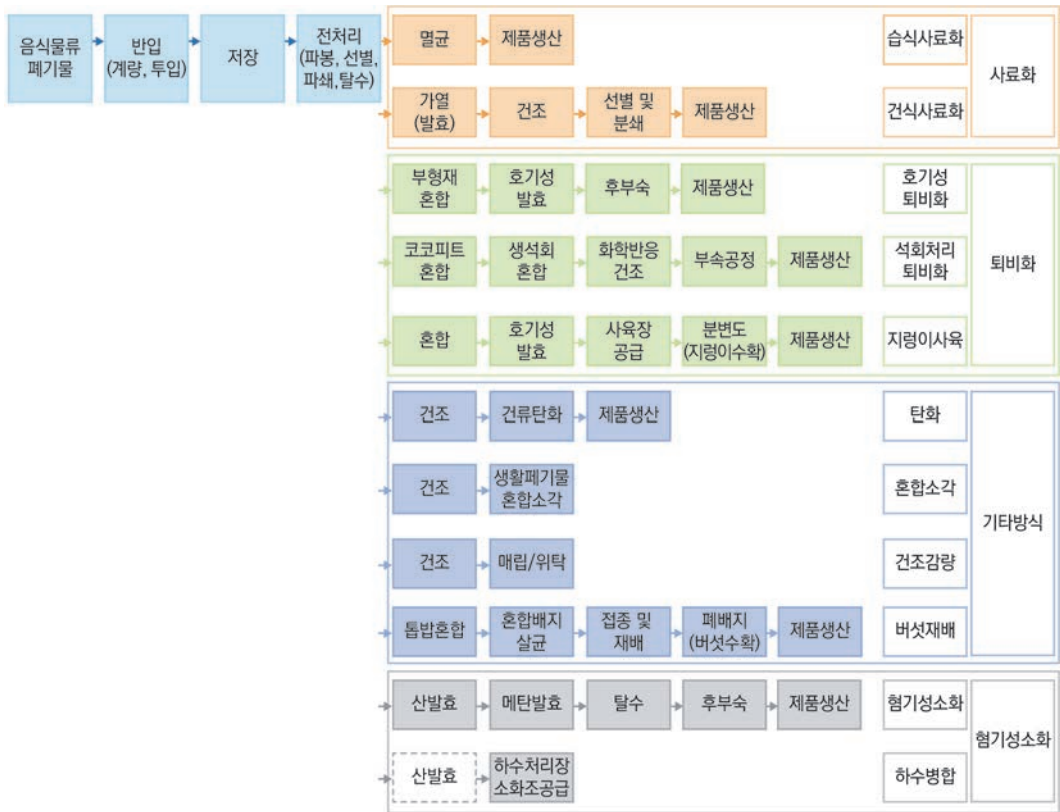 음식물류
폐기물
반입
(계량, 투입)
저장
전처리
(파봉, 선별,
파쇄,탈수)
멸균
제품생산
습식사료화
가열
(발효)
건조
선별 및
분쇄
제품생산
건식사료화
사료화
부형재
혼합
호기성
발효
후부숙
제품생산
호기성
퇴비화
코코피트
혼합
생석회
혼합
화학반응
건조
부속공정
제품생산
석회처리
퇴비화
혼합
호기성
발효
사육장
공급
분변도
(지렁이수확)
제품생산
지렁이사육
퇴비화
건조
건류탄화
제품생산
탄화
건조
생활폐기물
혼합소각
혼합소각
건조
매립/위탁
건조감량
톱밥혼합
혼합배지
살균
접종 및
재배
폐배지
(버섯수확)
제품생산
버섯재배
기타방식
산발효
메탄발효
탈수
후부숙
제품생산
혐기성소화
산발효
하수처리장
소화조공급
하수병합
혐기성소화